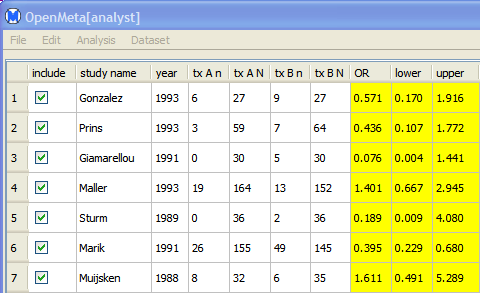 OpenMeta[analyst]
File Edit Analysis Dataset
include study name year tx A n tx A N tx B n tx B N OR lower upper
1 Gonzalez 1993 6 27 9 27 0.571 0.170 1.916
2 Prins 1993 3 59 7 64 0.436 0.107 1.772
3 Giamarellou 1991 0 30 5 30 0.076 0.004 1.441
4 Maller 1993 19 164 13 152 1.401 0.667 2.945
5 Sturm 1989 0 36 2 36 0.189 0.009 4.080
6 Marik 1991 26 155 49 145 0.395 0.229 0.680
7 Muijsken 1988 8 32 6 35 1.611 0.491 5.289